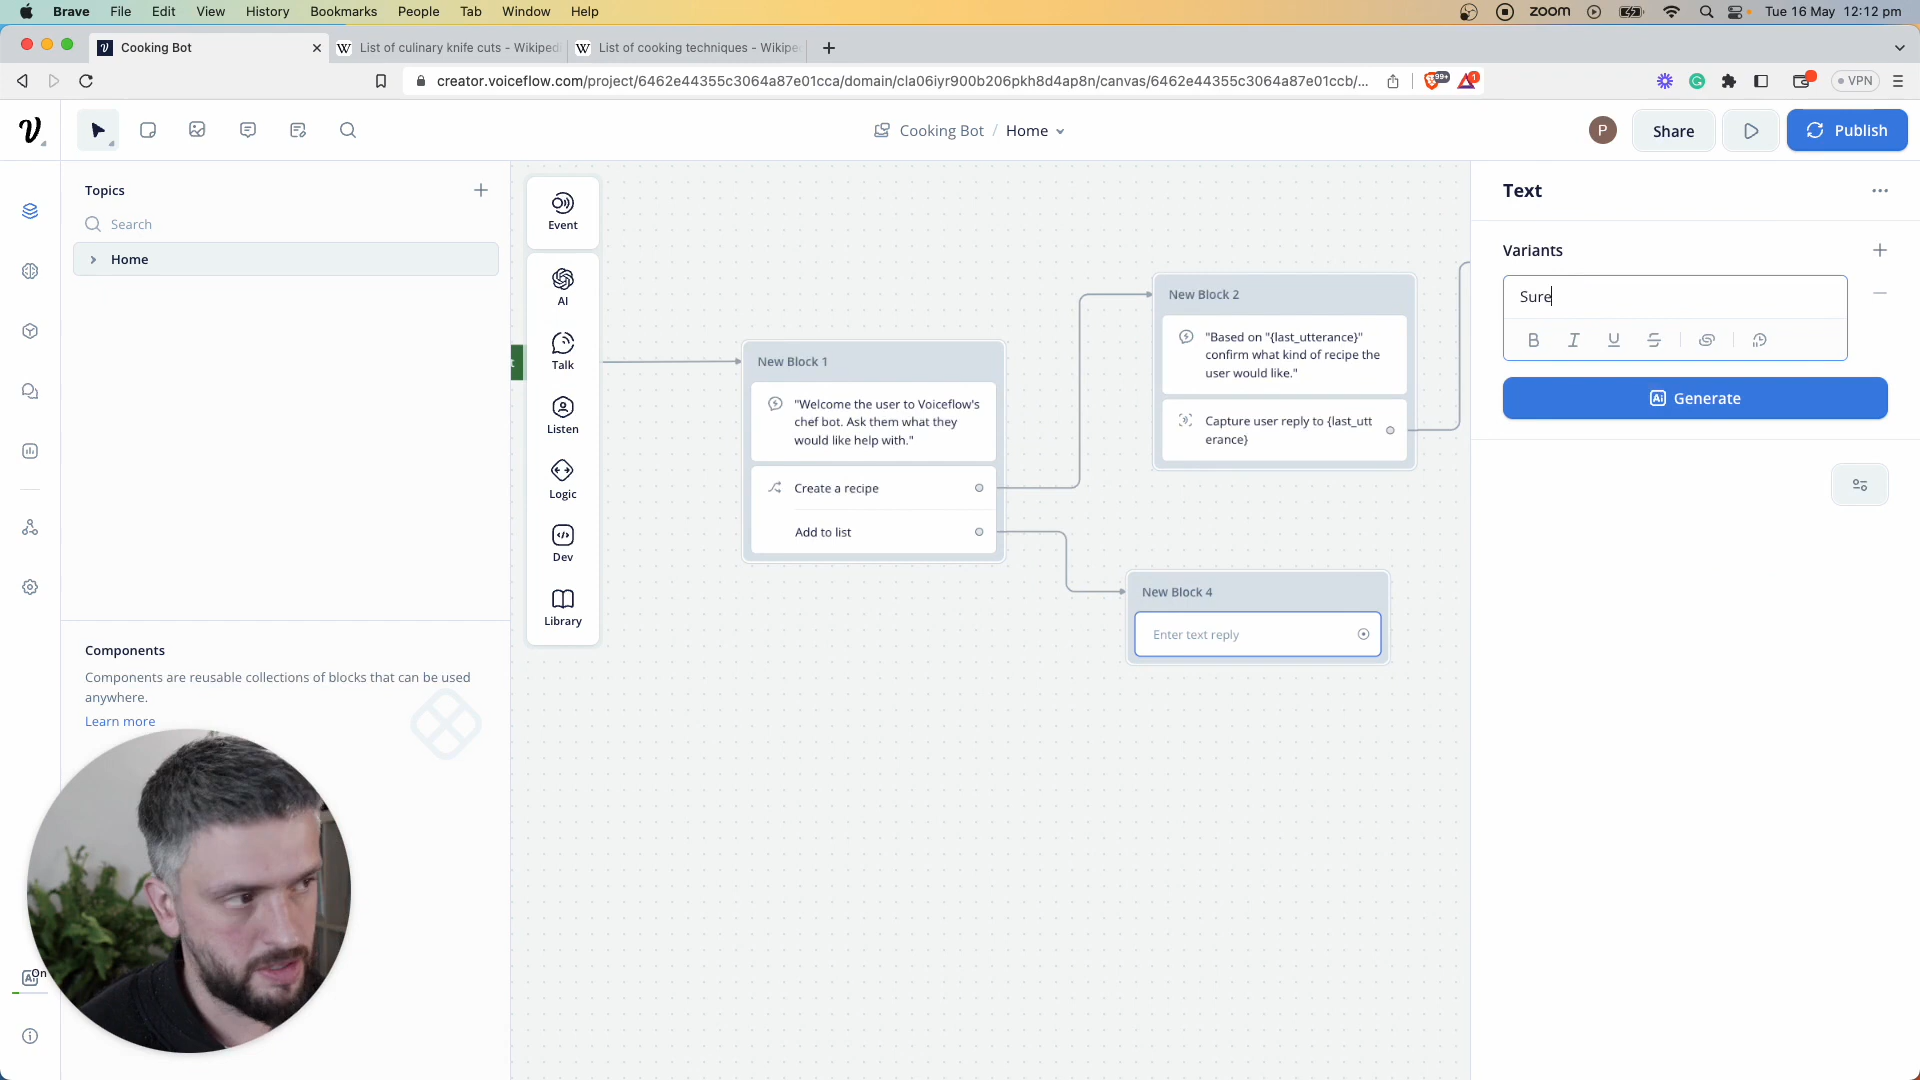 Brave File Edit View History Bookmarks People Tab Window Help
zoom
Tue 16 May 12:12 pm
Cooking Bot
List of culinary knife cuts - Wikiped
List of cooking techniques - Wikipe
creator.voiceflow.com/project/6462e44355c3064a87e01cca/domain/cla06iyr900b206pkh8d4ap8n/canvas/6462e44355c3064a87e01ccb/...
99+
1
VPN
Cooking Bot / Home
P
Share
Publish
Topics
Search
Home
Event
AI
Talk
Listen
Logic
Dev
Library
t
New Block 1
"Welcome the user to Voiceflow's
chef bot. Ask them what they
would like help with."
Create a recipe
Add to list
New Block 2
"Based on "{last_utterance}"
confirm what kind of recipe the
user would like."
Capture user reply to {last_utt
erance}
New Block 4
Enter text reply
Text
Variants
Sure
B I U S
Ai Generate
Components
Components are reusable collections of blocks that can be used
anywhere.
Learn more
Ai On